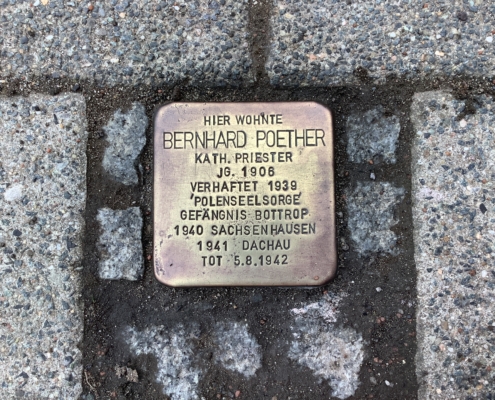 HIER WOHNTE
BERNHARD POETHER
KATH. PRIESTER
JG. 1906
VERHAFTET 1939
'POLENSEELSORGE'
GEFÄNGNIS BOTTROP
1940 SACHSENHAUSEN
1941 DACHAU
TOT 5.8.1942